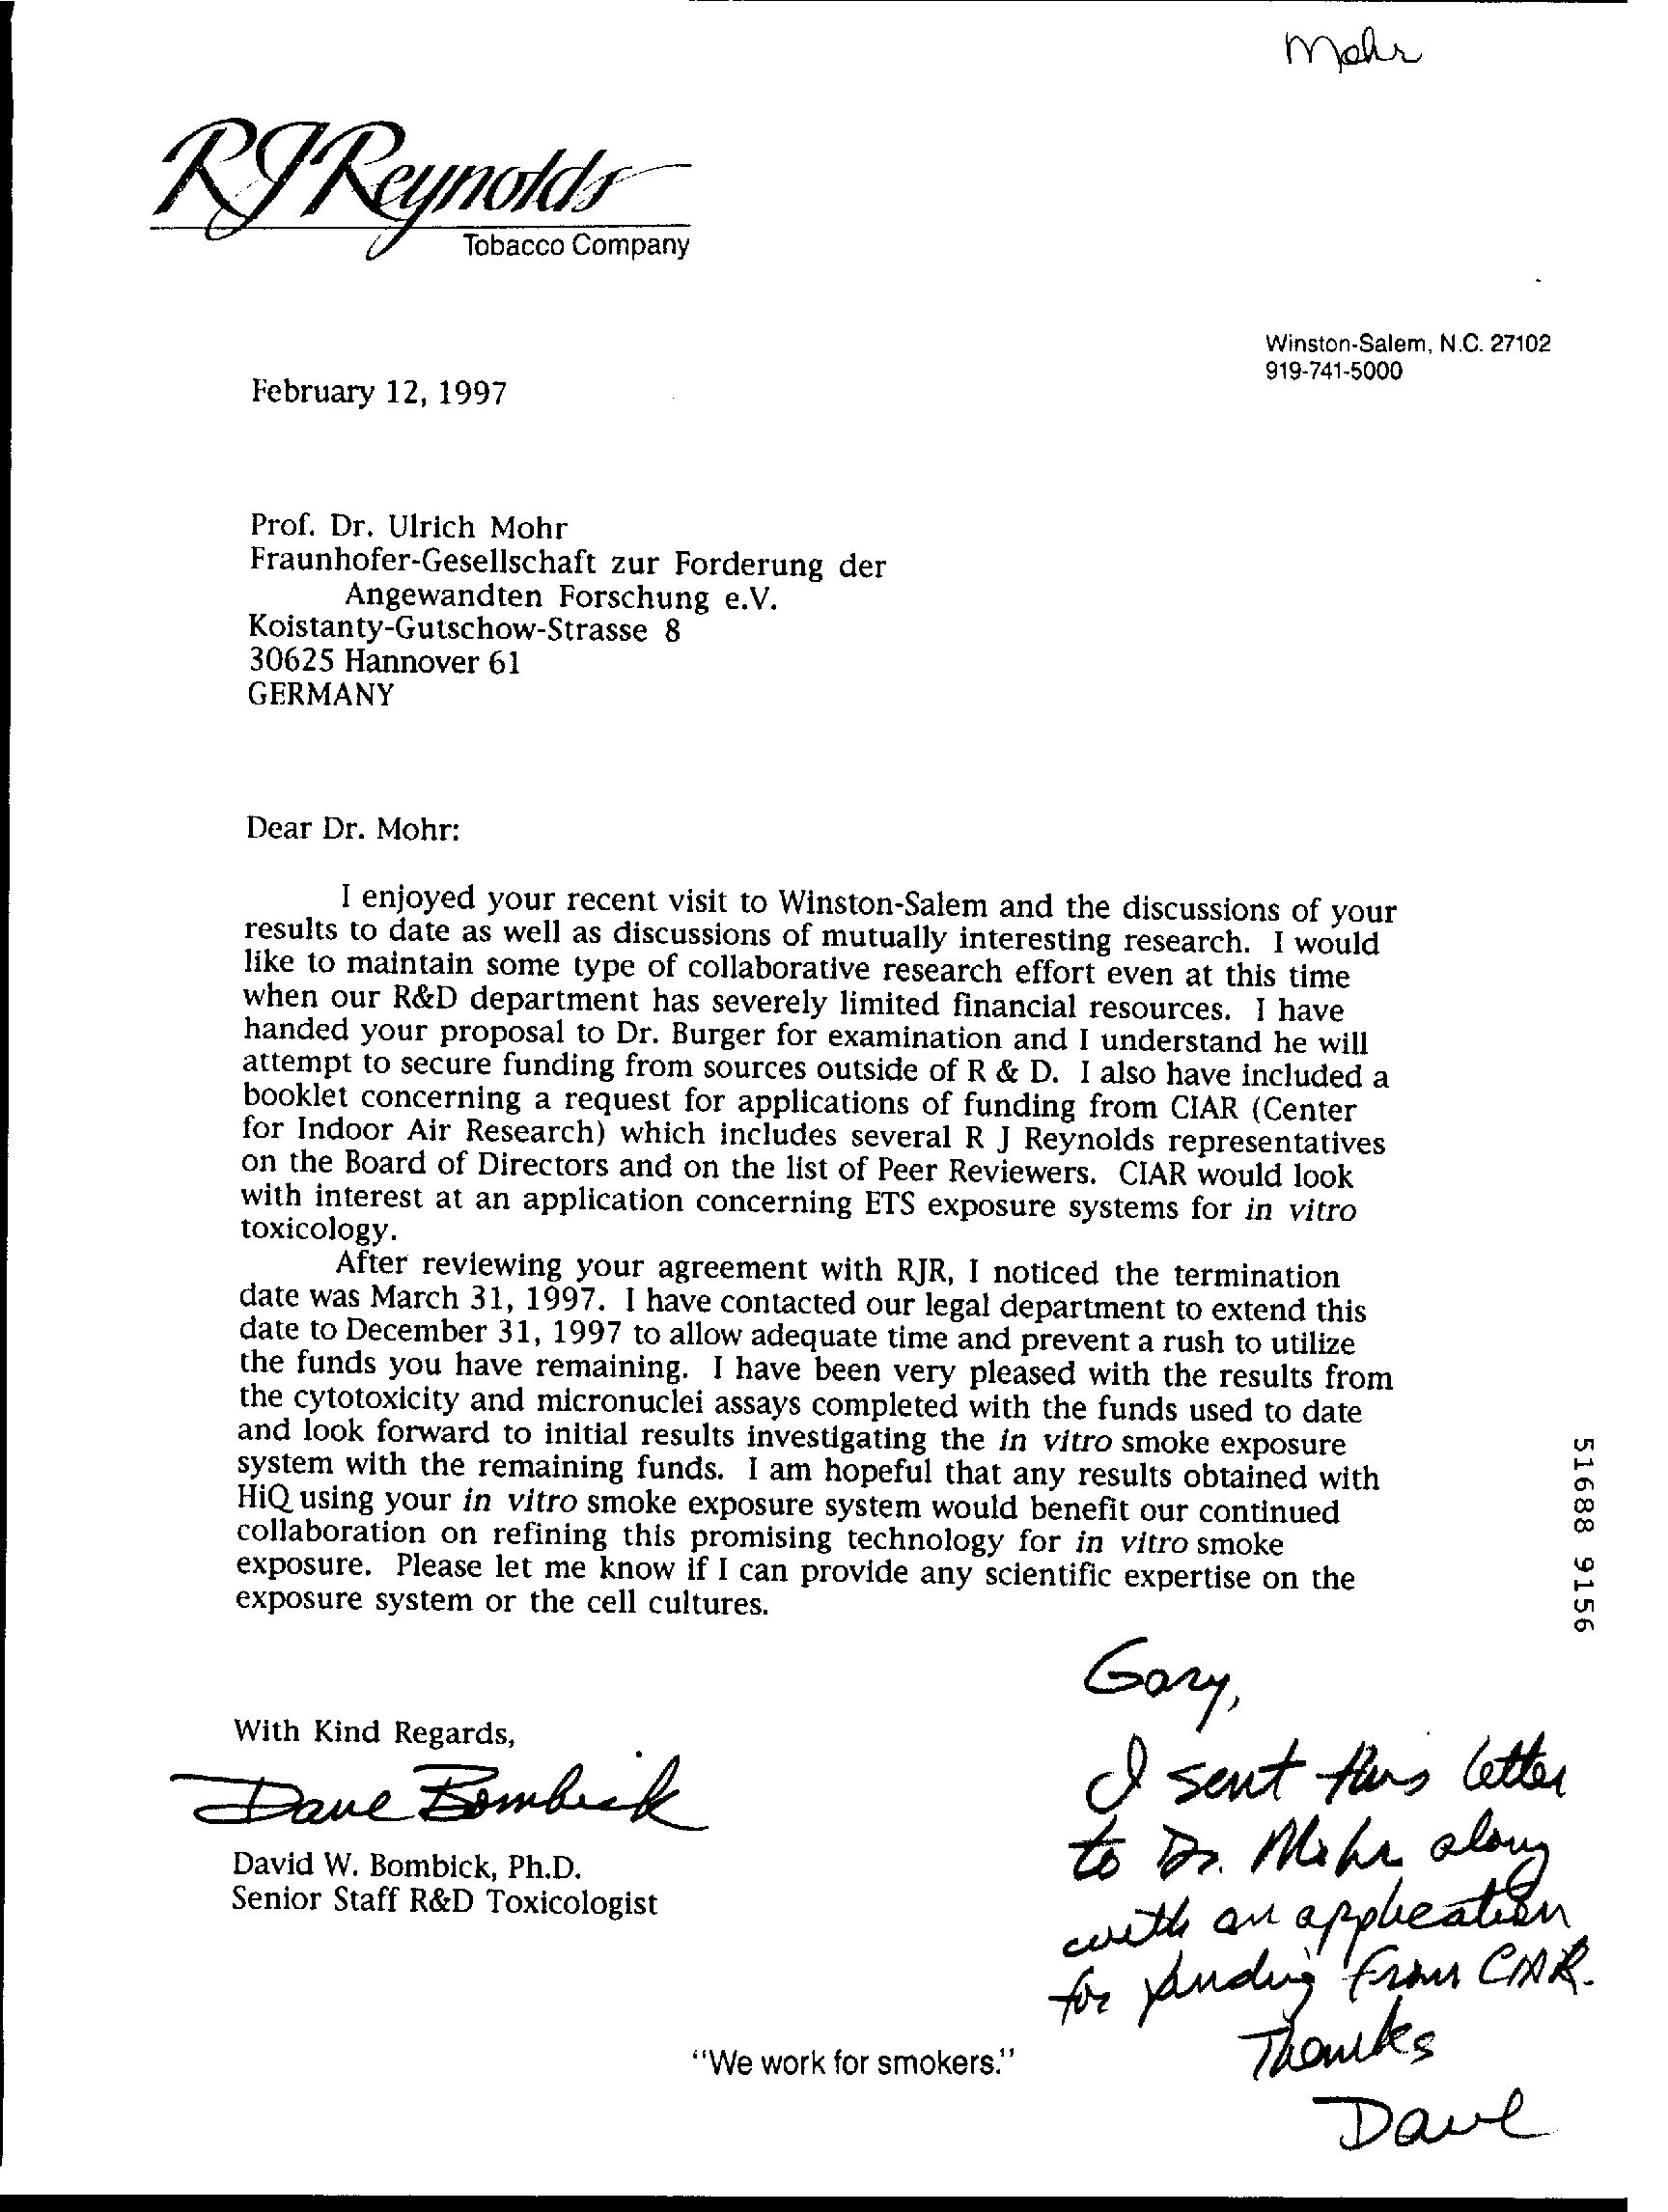 Mohr
RJReynolds
Tobacco Company
Winston-Salem, N.C. 27102
919-741-5000
February 12, 1997
Prof. Dr. Ulrich Mohr
Fraunhofer-Gesellschaft zur Forderung der
Angewandten Forschung e.V.
Koistanty-Gutschow-Strasse 8
30625 Hannover 61
GERMANY
Dear Dr. Mohr:
I enjoyed your recent visit to Winston-Salem and the discussions of your
results to date as well as discussions of mutually interesting research. I would
like to maintain some type of collaborative research effort even at this time
when our R&D department has severely limited financial resources. I have
handed your proposal to Dr. Burger for examination and I understand he will
attempt to secure funding from sources outside of R & D. I also have included a
booklet concerning a request for applications of funding from CIAR (Center
for Indoor Air Research) which includes several R J Reynolds representatives
on the Board of Directors and on the list of Peer Reviewers. CIAR would look
with interest at an application concerning ETS exposure systems for in vitro
toxicology.
After reviewing your agreement with RJR, I noticed the termination
date was March 31, 1997. I have contacted our legal department to extend this
date to December 31, 1997 to allow adequate time and prevent a rush to utilize
the funds you have remaining. I have been very pleased with the results from
the cytotoxicity and micronuclei assays completed with the funds used to date
and look forward to initial results investigating the in vitro smoke exposure
system with the remaining funds. I am hopeful that any results obtained with
HiQ using your in vitro smoke exposure system would benefit our continued
collaboration on refining this promising technology for in vitro smoke
exposure. Please let me know if I can provide any scientific expertise on the
exposure system or the cell cultures.
51688 9156
With Kind Regards,
Dave Bombick
David W. Bombick, Ph.D.
Senior Staff R&D Toxicologist
Gary,
I sent this letter
to Dr. Mohr along
with an application
for funding from CIAR.
Thanks
Dave
"We work for smokers."